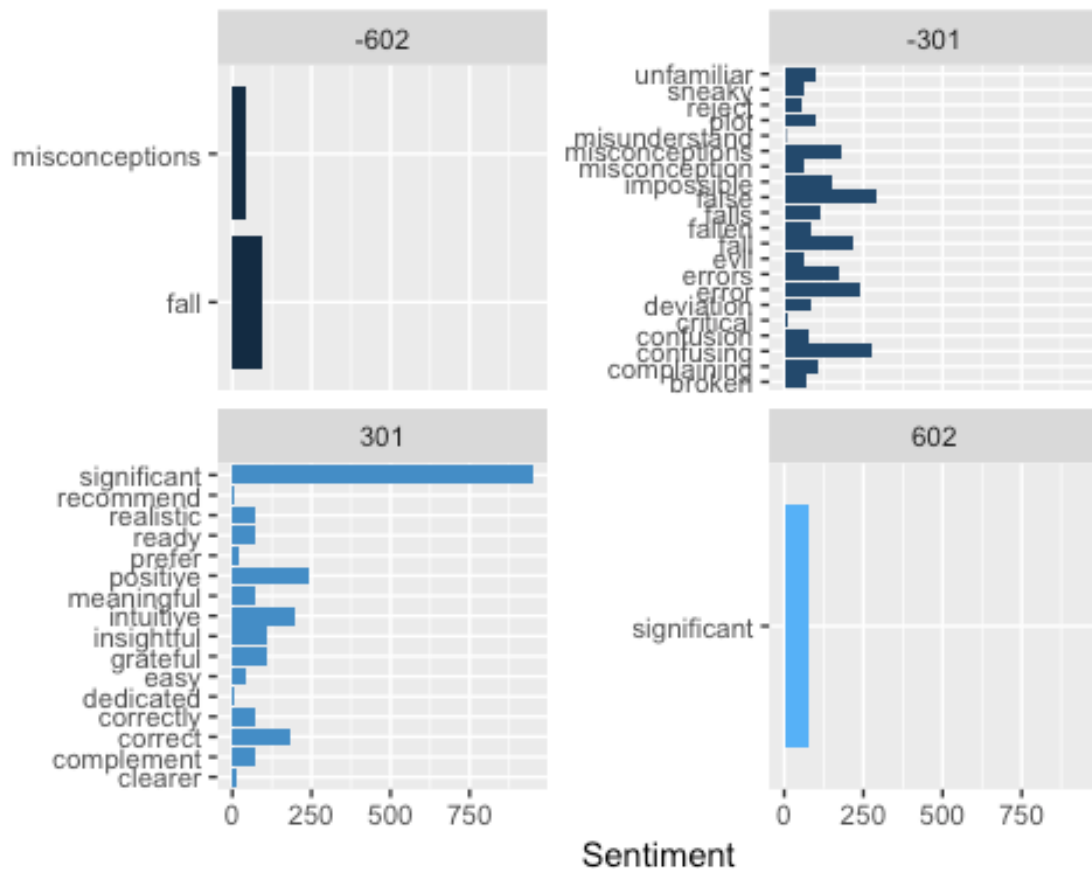 -602
misconceptions
fall
-301
unfamiliar
sneaky
reject
plot
misunderstand
misconceptions
misconception
impossible
false
falls
fallen
fall
evil
errors
error
deviation
critical
confusion
confusing
complaining
broken
301
significant
recommend
realistic
ready
prefer
positive
meaningful
intuitive
insightful
grateful
easy
dedicated
correctly
correct
complement
clearer
0 250 500 750
602
significant
0 250 500 750
Sentiment